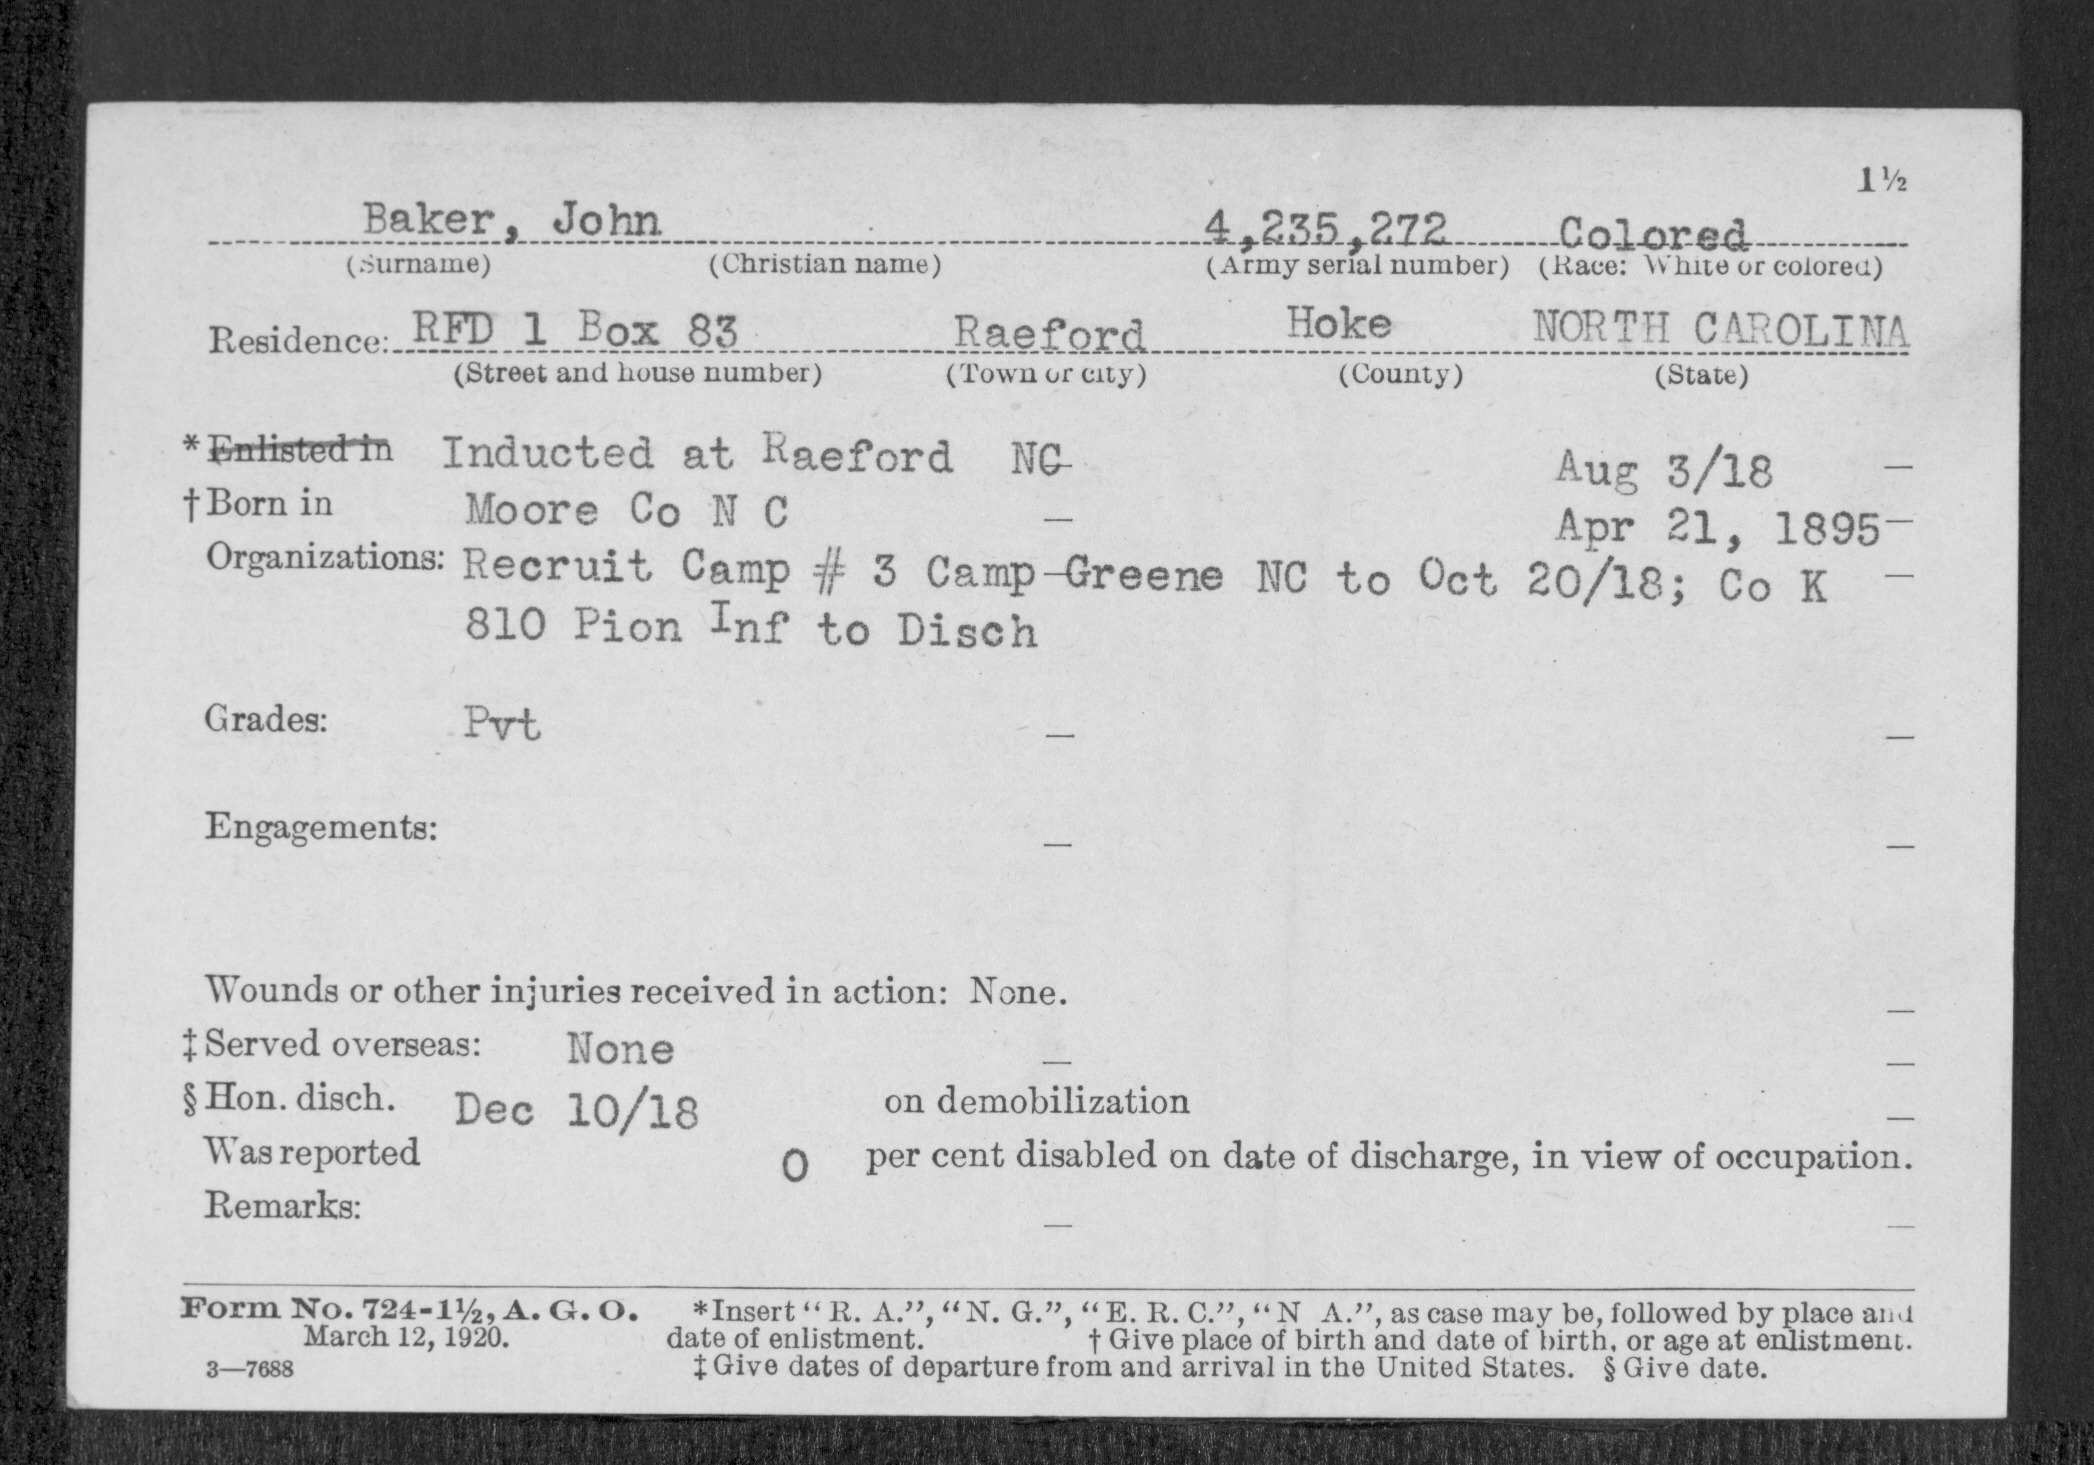 1½
Baker, John 4,235,272 Colored
(Surname) (Christian name) (Army serial number) (Race: White or colored)
Residence: RFD 1 Box 83 Raeford Hoke NORTH CAROLINA
(Street and house number) (Town or city) (County) (State)
* Enlisted in Inducted at Raeford NC — Aug 3/18 —
† Born in Moore Co N C — Apr 21, 1895 —
Organizations: Recruit Camp # 3 Camp Greene NC to Oct 20/18; Co K —
810 Pion Inf to Disch
Grades: Pvt — —
Engagements: — —
Wounds or other injuries received in action: None. —
‡ Served overseas: None — —
§ Hon. disch. Dec 10/18 on demobilization —
Was reported 0 per cent disabled on date of discharge, in view of occupation.
Remarks: — —
Form No. 724-1½, A. G. O. *Insert “R. A.”, “N. G.”, “E. R. C.”, “N A.”, as case may be, followed by place and
March 12, 1920. date of enlistment. † Give place of birth and date of birth, or age at enlistment.
3—7688 ‡ Give dates of departure from and arrival in the United States. § Give date.